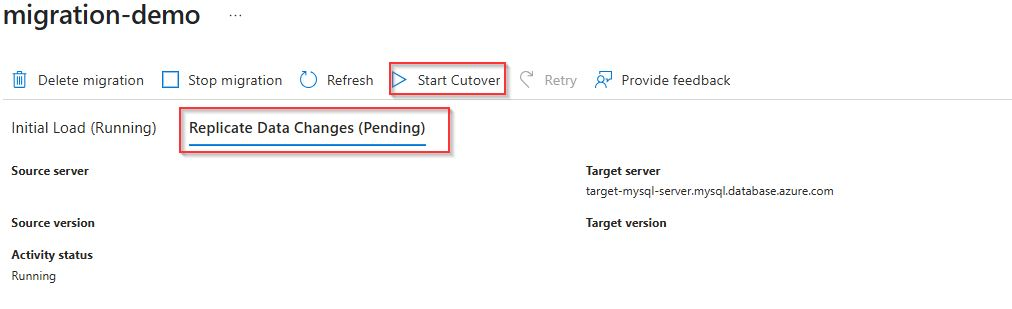 migration-demo ...
Delete migration Stop migration Refresh Start Cutover Retry Provide feedback
Initial Load (Running) Replicate Data Changes (Pending)
Source server Target server
target-mysql-server.mysql.database.azure.com
Source version Target version
Activity status
Running